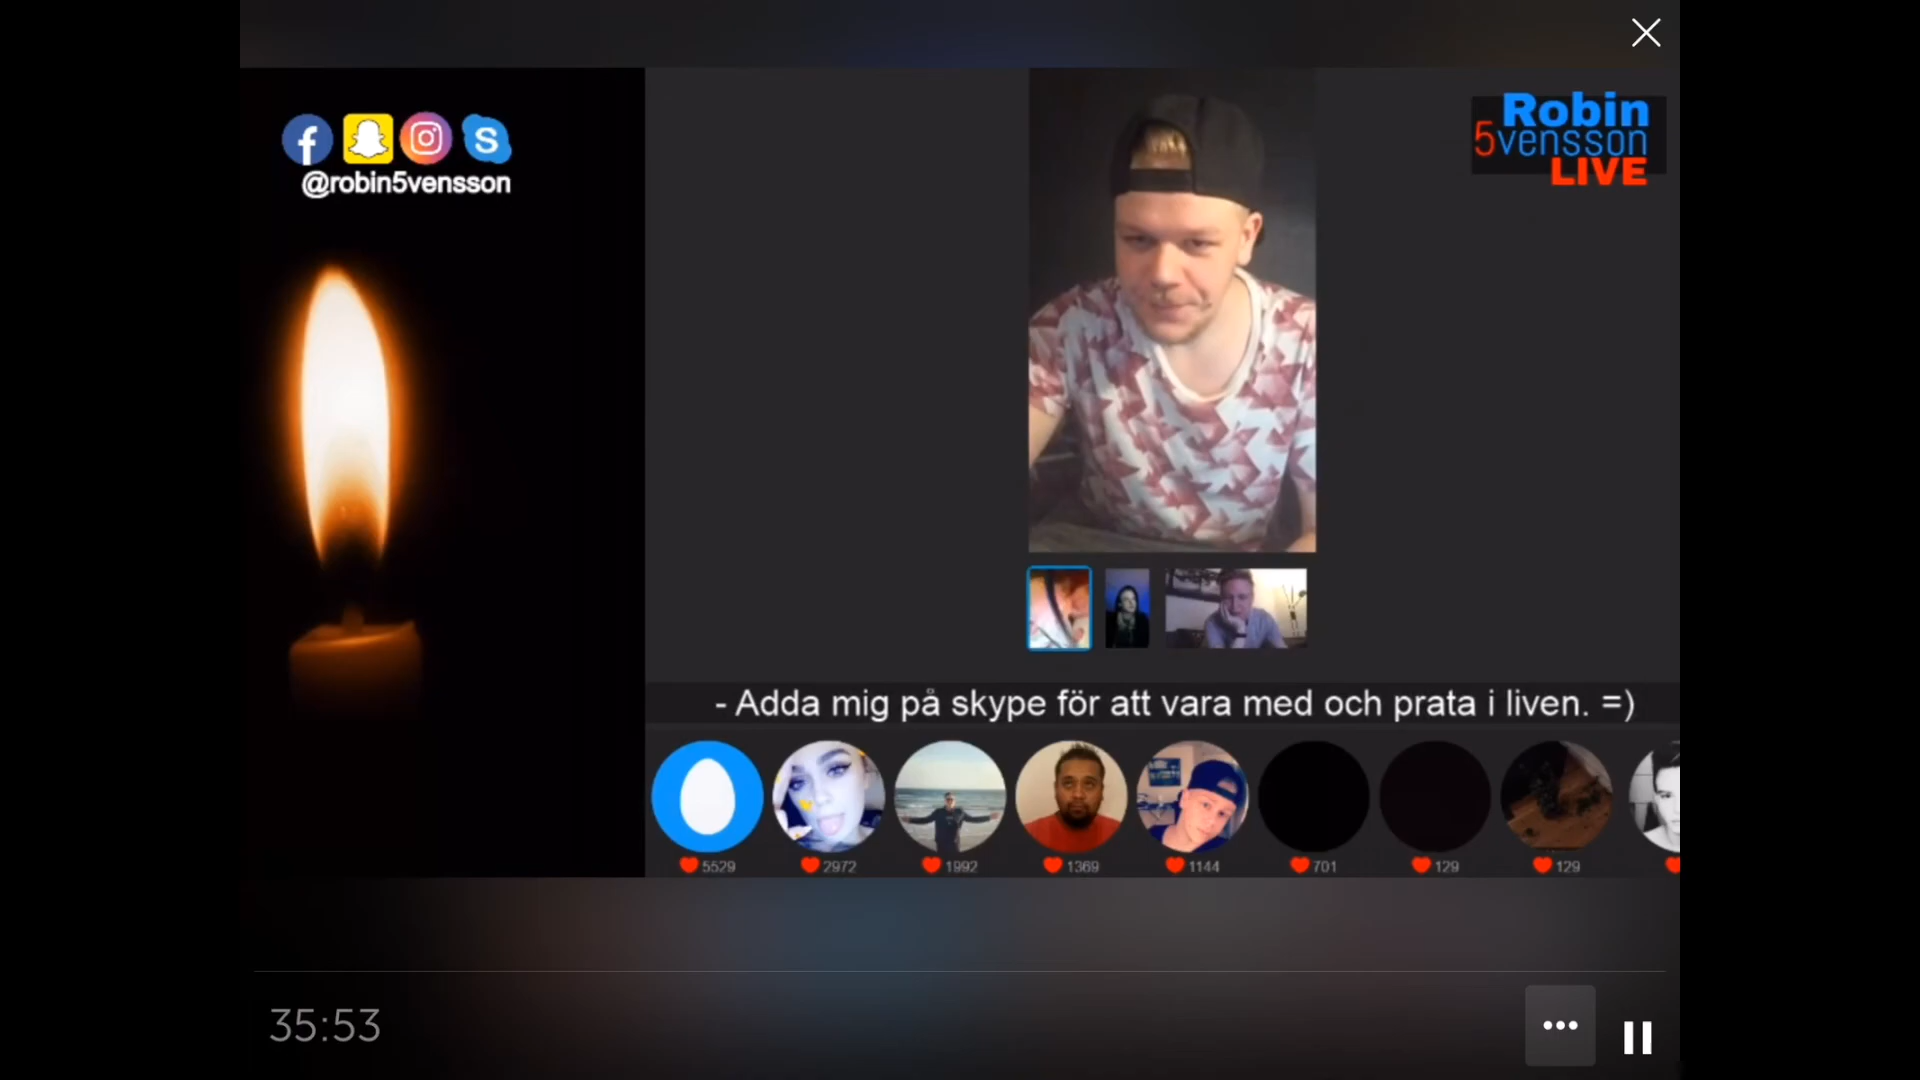 @robin5vensson
Robin
5vensson
LIVE
- Adda mig på skype för att vara med och prata i liven. =)
5529
2972
1992
1369
1144
701
129
129
35:53